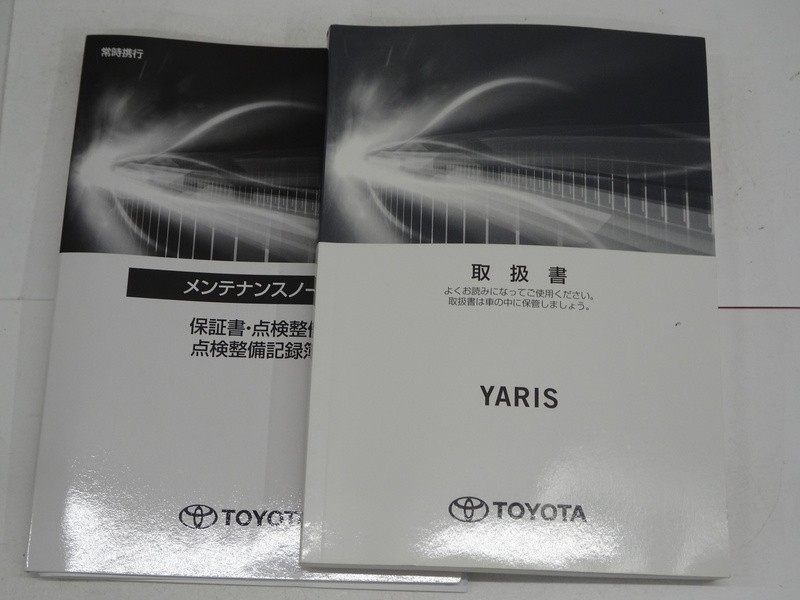 常時携行
メンテナンスノー
保証書・点検整
点検整備記録
TOYOTA
取扱書
よくお読みになってご使用ください。
取扱書は車の中に保管しましょう。
YARIS
TOYOTA